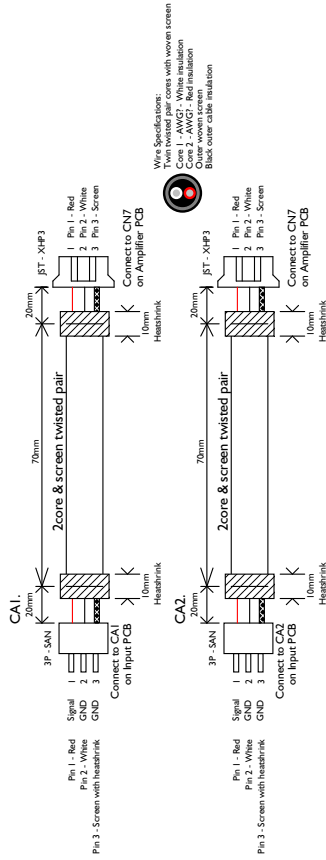 CA1.
3P - SAN
20mm
70mm
20mm
JST - XHP3
Pin 1 - Red Signal 1
Pin 2 - White GND 2
Pin 3 - Screen with heatshrink GND 3
2core & screen twisted pair
1 Pin 1 - Red
2 Pin 2 - White
3 Pin 3 - Screen
Connect to CA1
on Input PCB
10mm
Heatshrink
10mm
Heatshrink
Connect to CN7
on Amplifier PCB
Wire Specifications:
Twin twisted pair cores with woven screen
Core 1 - AWG? - White insulation
Core 2 - AWG? - Red insulation
Outer woven screen
Black outer cable insulation
CA2.
3P - SAN
20mm
70mm
20mm
JST - XHP3
Pin 1 - Red Signal 1
Pin 2 - White GND 2
Pin 3 - Screen with heatshrink GND 3
2core & screen twisted pair
1 Pin 1 - Red
2 Pin 2 - White
3 Pin 3 - Screen
Connect to CA2
on Input PCB
10mm
Heatshrink
10mm
Heatshrink
Connect to CN7
on Amplifier PCB